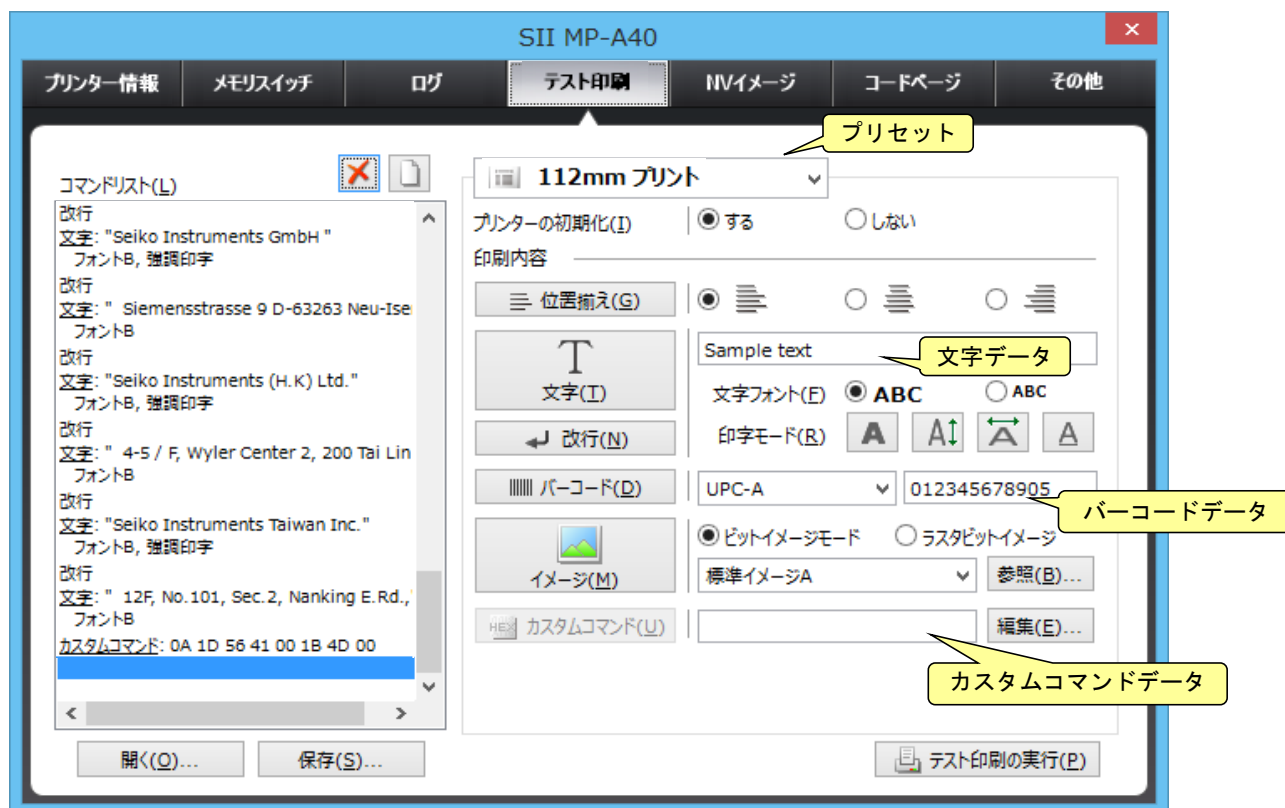 SII MP-A40
プリンター情報 メモリスイッチ ログ テスト印刷 NVイメージ コードページ その他
プリセット
コマンドリスト(L)
改行
文字: "Seiko Instruments GmbH "
フォントB, 強調印字
改行
文字: " Siemensstrasse 9 D-63263 Neu-Ise
フォントB
改行
文字: "Seiko Instruments (H.K) Ltd."
フォントB, 強調印字
改行
文字: " 4-5 / F, Wyler Center 2, 200 Tai Lin
フォントB
改行
文字: "Seiko Instruments Taiwan Inc."
フォントB, 強調印字
改行
文字: " 12F, No.101, Sec.2, Nanking E.Rd.,
フォントB
カスタムコマンド: 0A 1D 56 41 00 1B 4D 00
開く(O)... 保存(S)...
112mm プリント
プリンターの初期化(I) する しない
印刷内容
位置揃え(G)
文字(T)
Sample text
文字データ
文字フォント(F) ABC ABC
印字モード(R) A A A A
改行(N)
バーコード(D) UPC-A 012345678905
バーコードデータ
イメージ(M)
ビットイメージモード ラスタビットイメージ
標準イメージA 参照(B)...
HEX カスタムコマンド(U) 編集(E)...
カスタムコマンドデータ
テスト印刷の実行(P)